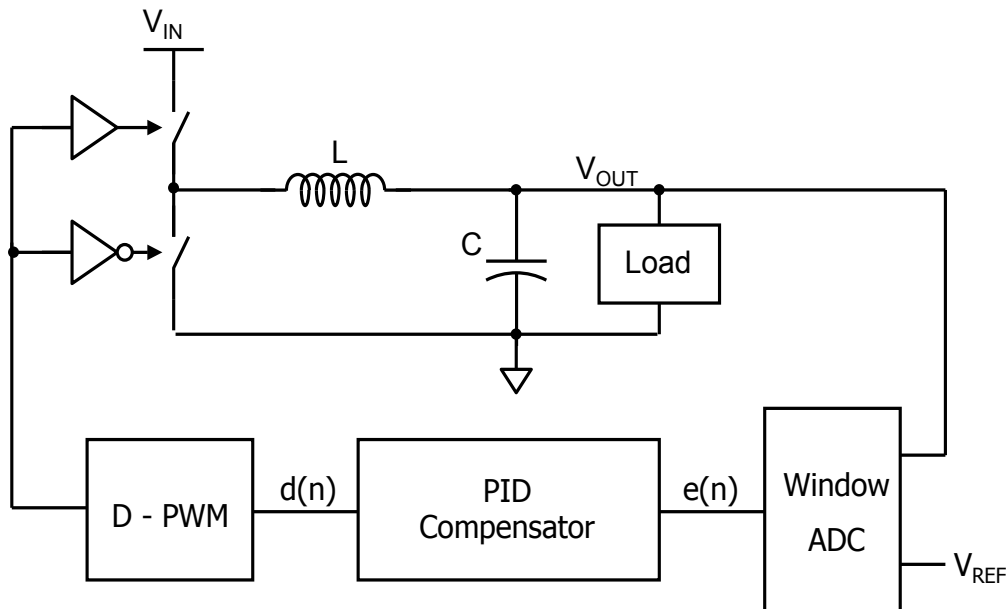 V_IN
L
V_OUT
C
Load
D - PWM
d(n)
PID
Compensator
e(n)
Window
ADC
V_REF